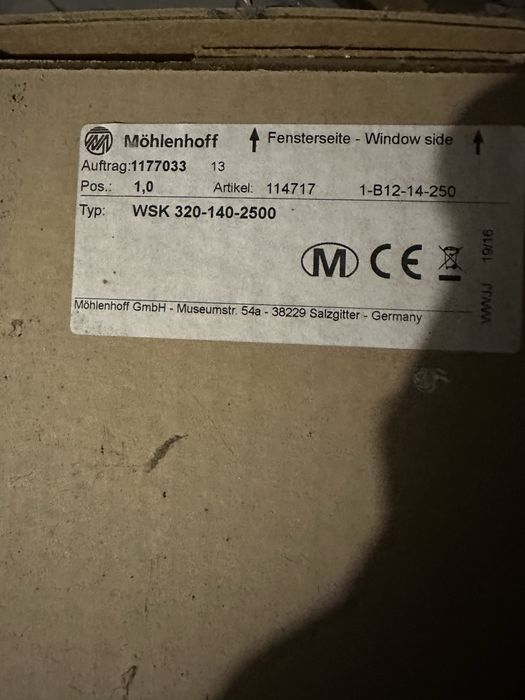 Möhlenhoff Fensterseite - Window side
Auftrag:1177033 13
Pos.: 1,0 Artikel: 114717 1-B12-14-250
Typ: WSK 320-140-2500
M CE
WWJJ 19/16
Möhlenhoff GmbH - Museumstr. 54a - 38229 Salzgitter - Germany